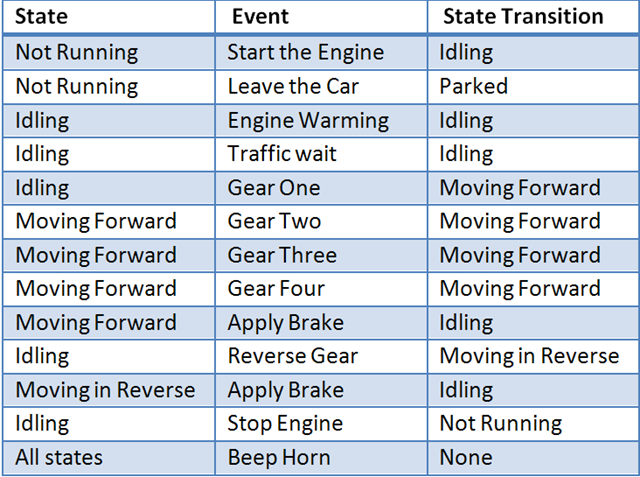 State Event State Transition
Not Running Start the Engine Idling
Not Running Leave the Car Parked
Idling Engine Warming Idling
Idling Traffic wait Idling
Idling Gear One Moving Forward
Moving Forward Gear Two Moving Forward
Moving Forward Gear Three Moving Forward
Moving Forward Gear Four Moving Forward
Moving Forward Apply Brake Idling
Idling Reverse Gear Moving in Reverse
Moving in Reverse Apply Brake Idling
Idling Stop Engine Not Running
All states Beep Horn None